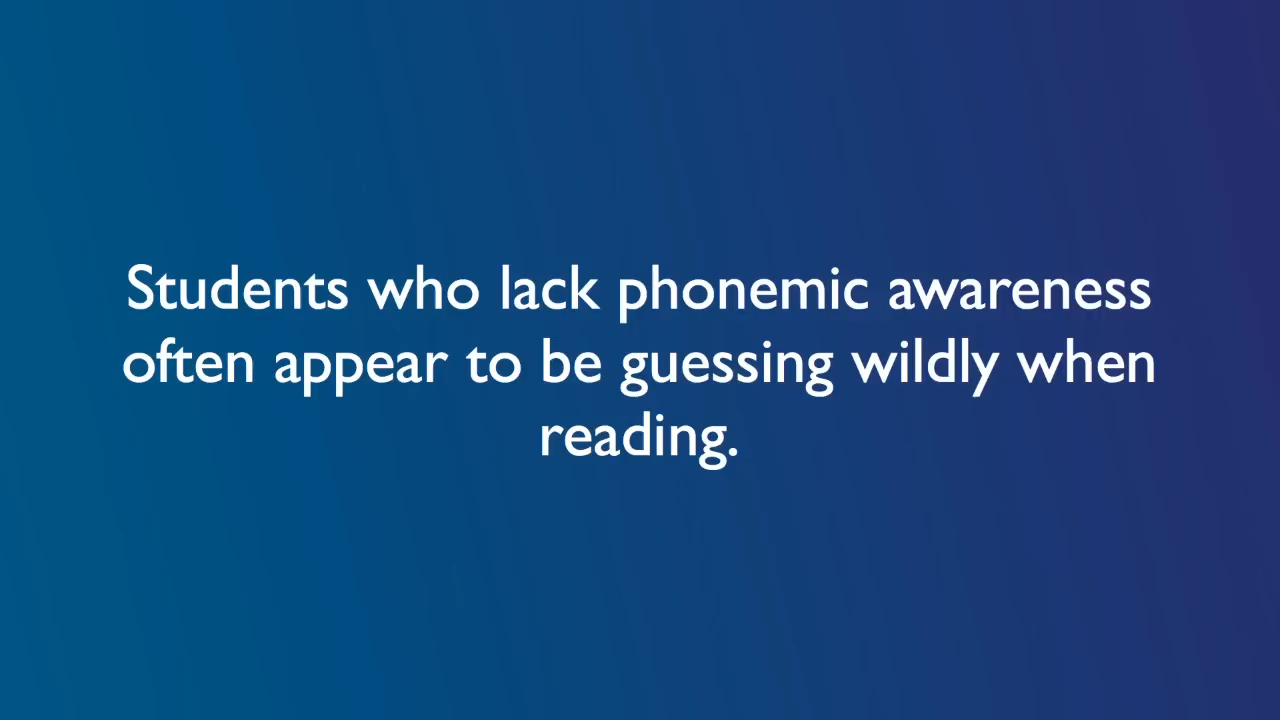 Students who lack phonemic awareness
often appear to be guessing wildly when
reading.